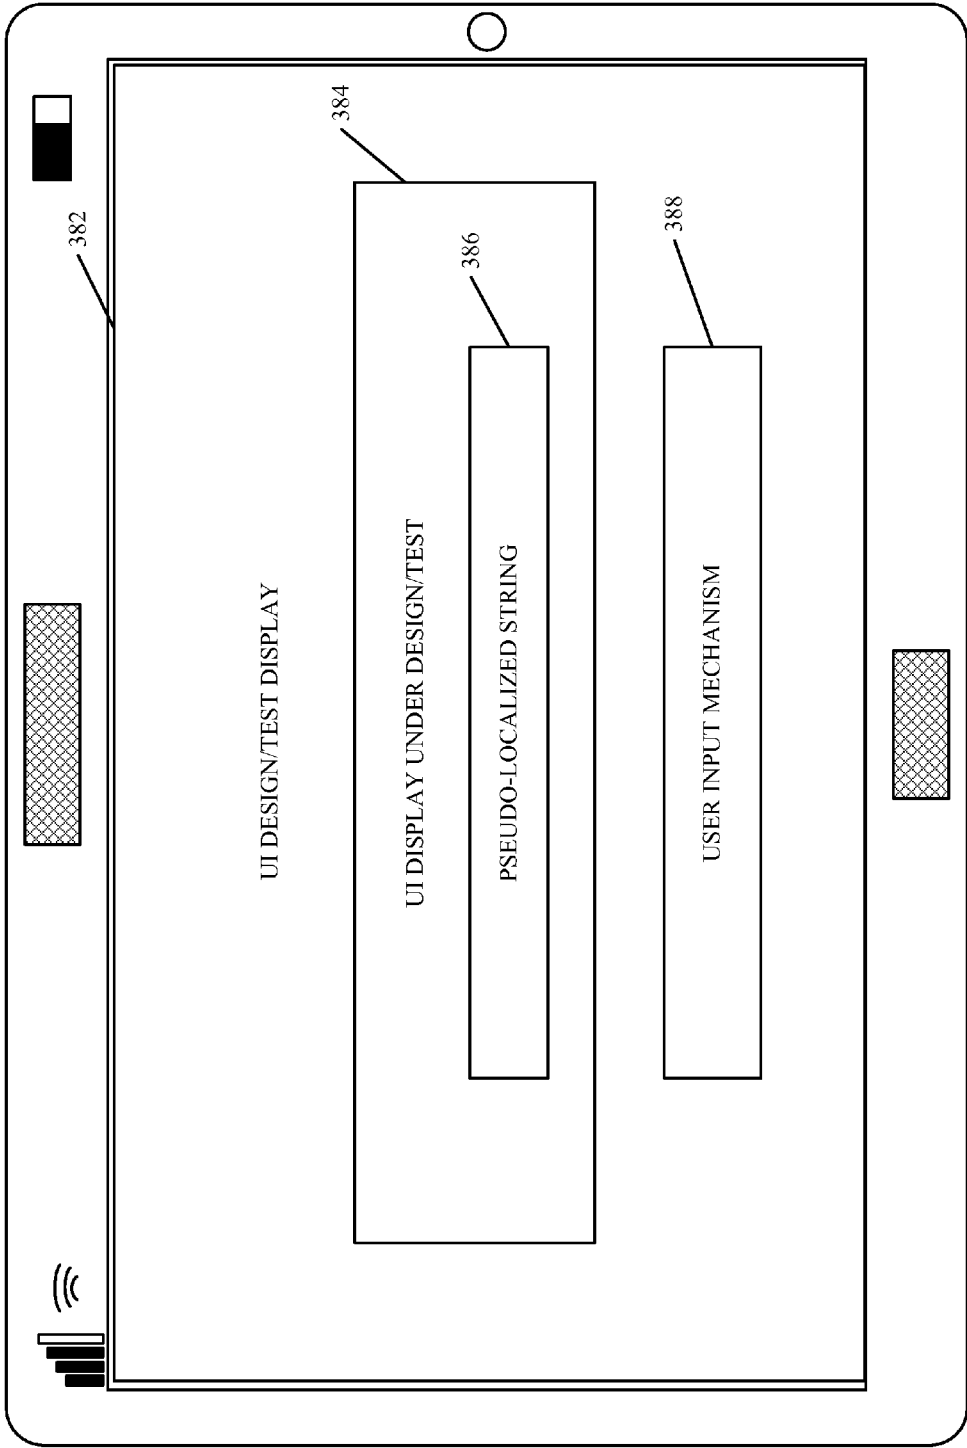 382
UI DESIGN/TEST DISPLAY
384
UI DISPLAY UNDER DESIGN/TEST
386
PSEUDO-LOCALIZED STRING
388
USER INPUT MECHANISM